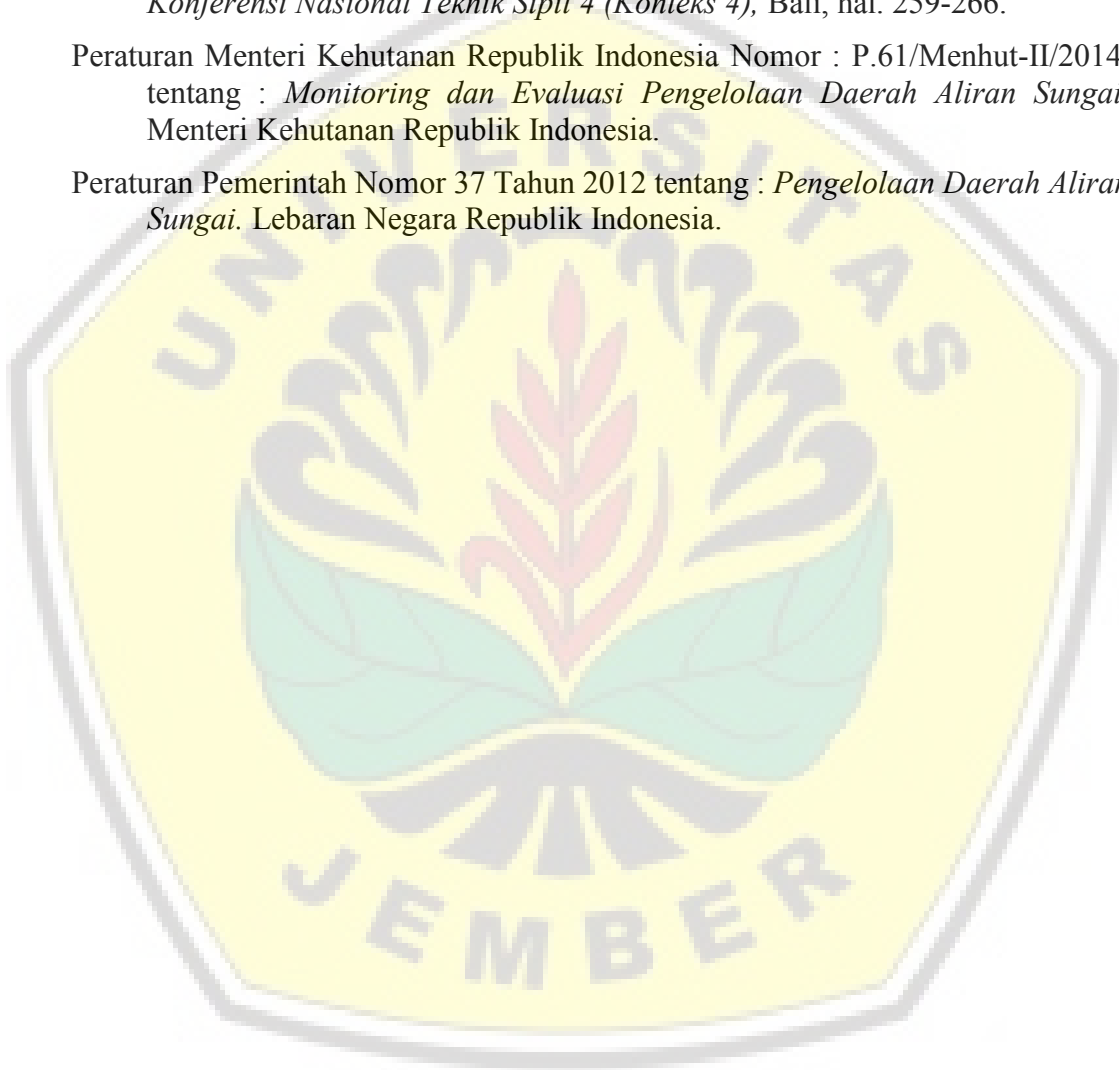 Konferensi Nasional Teknik Sipil 4 (Konteks 4), Bali, hal. 259-266.
Peraturan Menteri Kehutanan Republik Indonesia Nomor : P.61/Menhut-II/2014
tentang : Monitoring dan Evaluasi Pengelolaan Daerah Aliran Sungai
Menteri Kehutanan Republik Indonesia.
Peraturan Pemerintah Nomor 37 Tahun 2012 tentang : Pengelolaan Daerah Aliran
Sungai. Lebaran Negara Republik Indonesia.
UNIVERSITAS
JEMBER